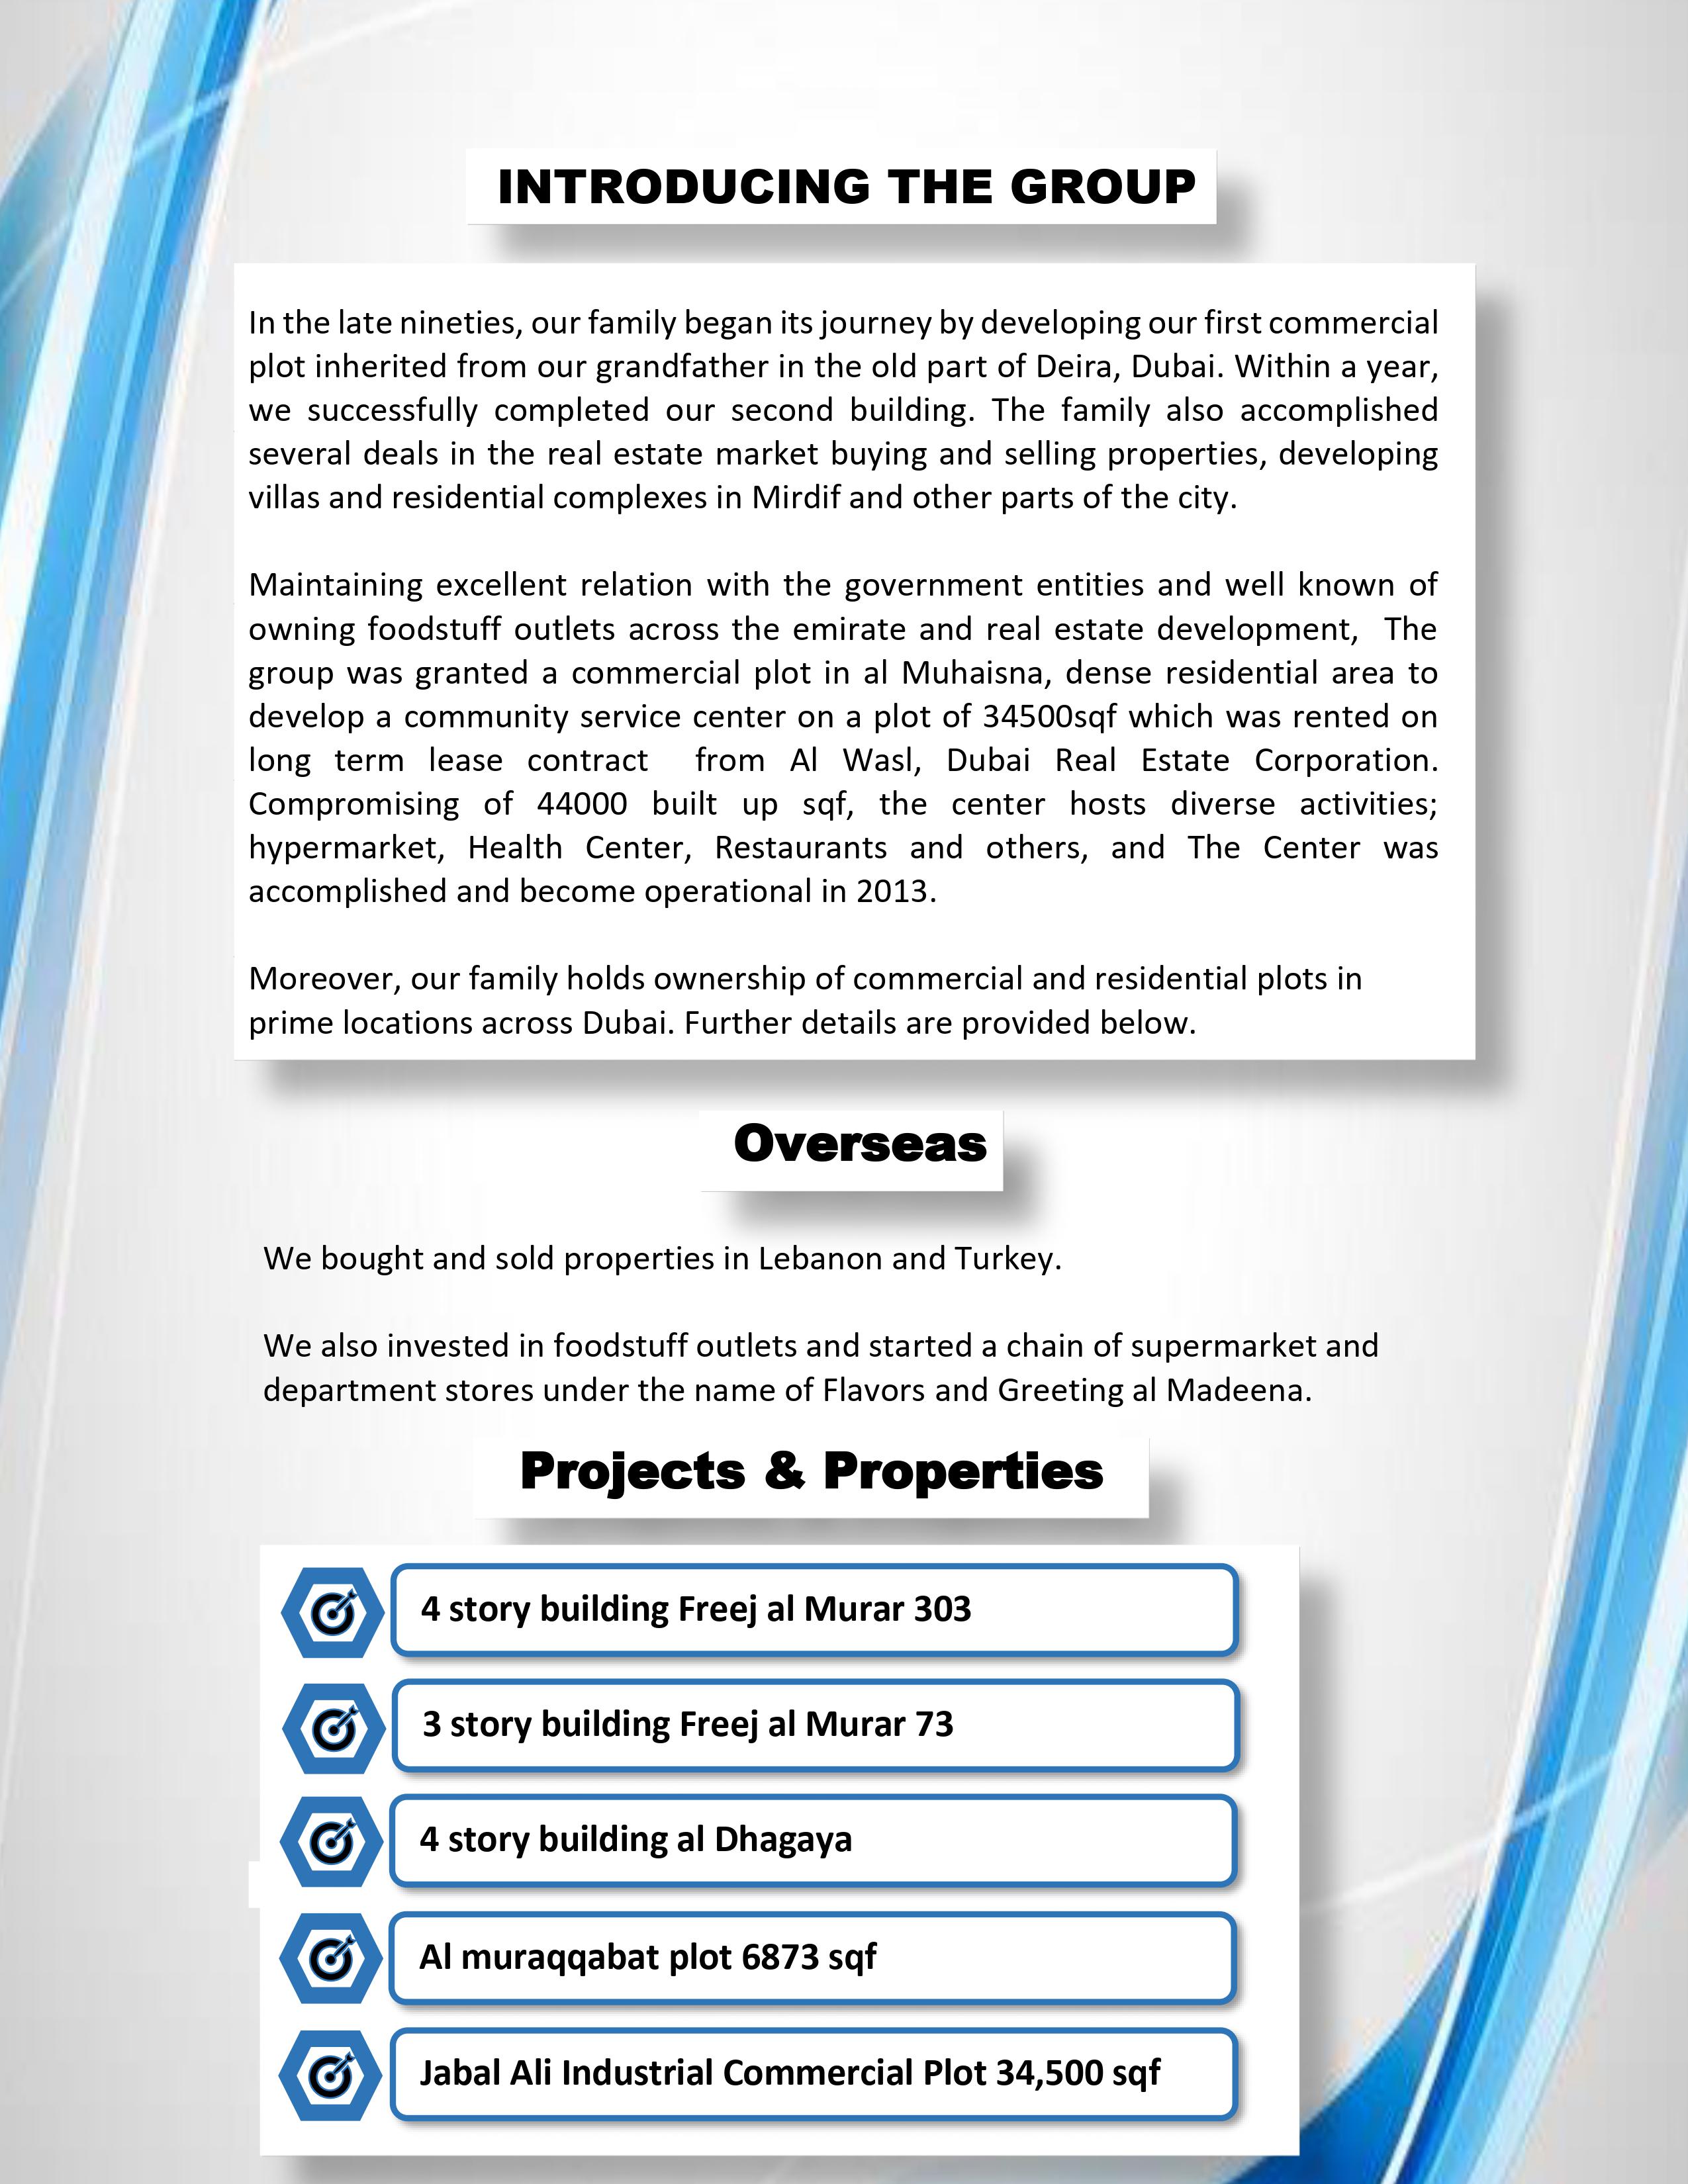 INTRODUCING THE GROUP
In the late nineties, our family began its journey by developing our first commercial
plot inherited from our grandfather in the old part of Deira, Dubai. Within a year,
we successfully completed our second building. The family also accomplished
several deals in the real estate market buying and selling properties, developing
villas and residential complexes in Mirdif and other parts of the city.
Maintaining excellent relation with the government entities and well known of
owning foodstuff outlets across the emirate and real estate development, The
group was granted a commercial plot in al Muhaisna, dense residential area to
develop a community service center on a plot of 34500sqf which was rented on
long term lease contract from Al Wasl, Dubai Real Estate Corporation.
Compromising of 44000 built up sqf, the center hosts diverse activities;
hypermarket, Health Center, Restaurants and others, and The Center was
accomplished and become operational in 2013.
Moreover, our family holds ownership of commercial and residential plots in
prime locations across Dubai. Further details are provided below.
Overseas
We bought and sold properties in Lebanon and Turkey.
We also invested in foodstuff outlets and started a chain of supermarket and
department stores under the name of Flavors and Greeting al Madeena.
Projects & Properties
4 story building Freej al Murar 303
3 story building Freej al Murar 73
4 story building al Dhagaya
Al muraqqabat plot 6873 sqf
Jabal Ali Industrial Commercial Plot 34,500 sqf